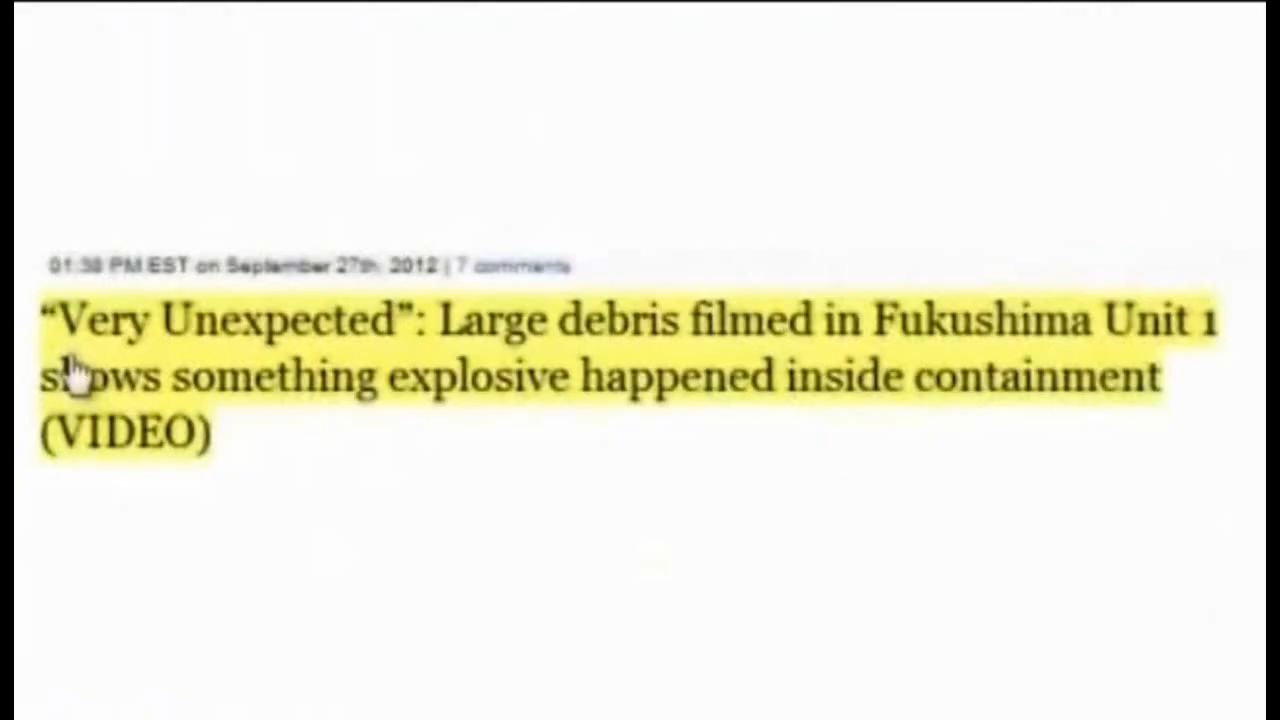 01:38 PM EST on September 27th, 2012 | 7 comments
“Very Unexpected”: Large debris filmed in Fukushima Unit 1
shows something explosive happened inside containment
(VIDEO)